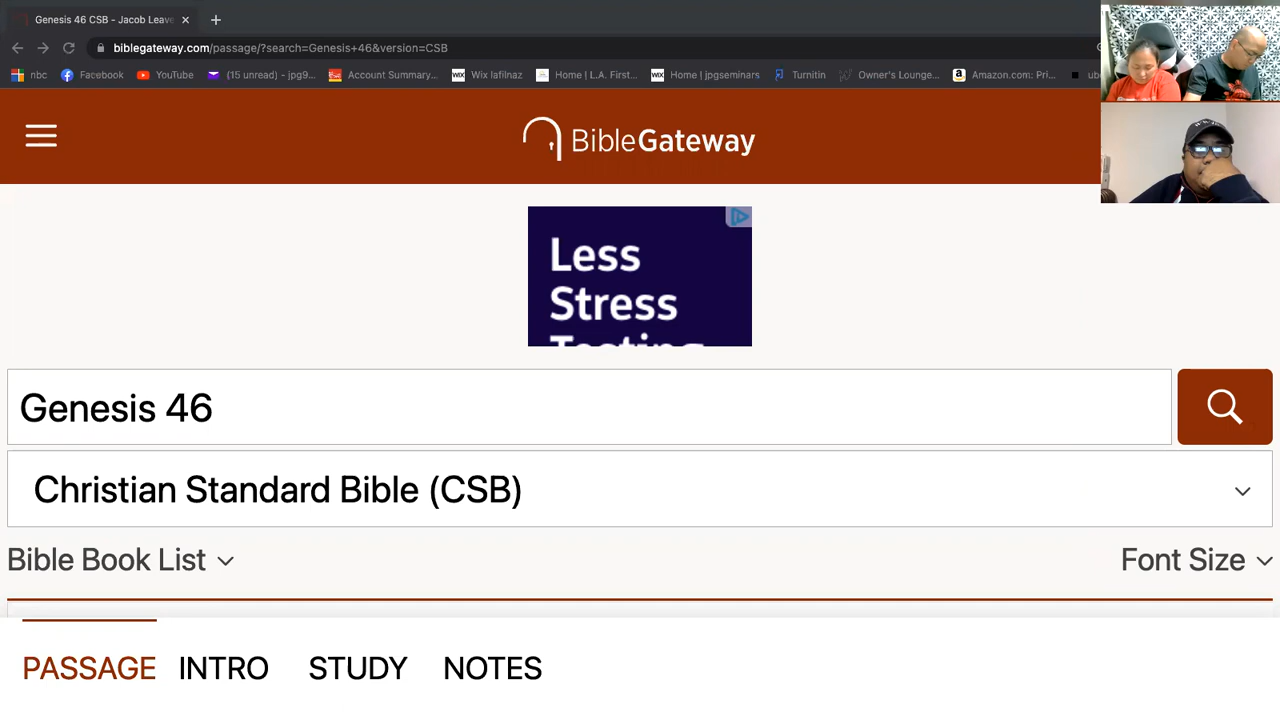 Genesis 46 CSB - Jacob Leave
biblegateway.com/passage/?search=Genesis+46&version=CSB
nbc Facebook YouTube (15 unread) - jpg9... Account Summary... Wix lafilnaz Home | L.A. First... Home | jpgseminars Turnitin Owner's Lounge... Amazon.com: Pri... ub
BibleGateway
Less
Stress
Testing
Genesis 46
Christian Standard Bible (CSB)
Bible Book List
Font Size
PASSAGE INTRO STUDY NOTES